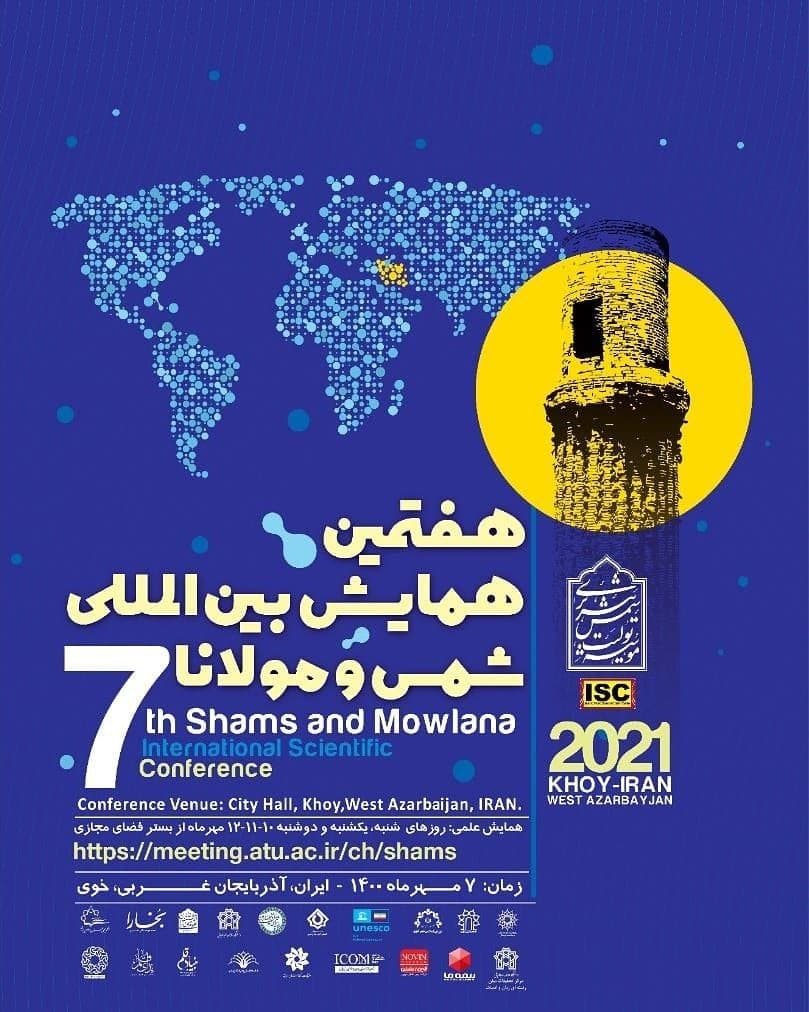 هفتمین
همایش بین المللی
شمس و مولانا
7th Shams and Mowlana
International Scientific
Conference
Conference Venue: City Hall, Khoy,West Azarbaijan, IRAN.
همایش علمی: روزهای شنبه، یکشنبه و دوشنبه ۱۰-۱۱-۱۲ مهرماه از بستر فضای مجازی
https://meeting.atu.ac.ir/ch/shams
زمان: ۷ مهرماه ۱۴۰۰ - ایران، آذربایجان غربی، خوی
ISC
2021
KHOY-IRAN
WEST AZARBAYJAN
بخارا
unesco
ICOM
NOVIN
بیمه ما